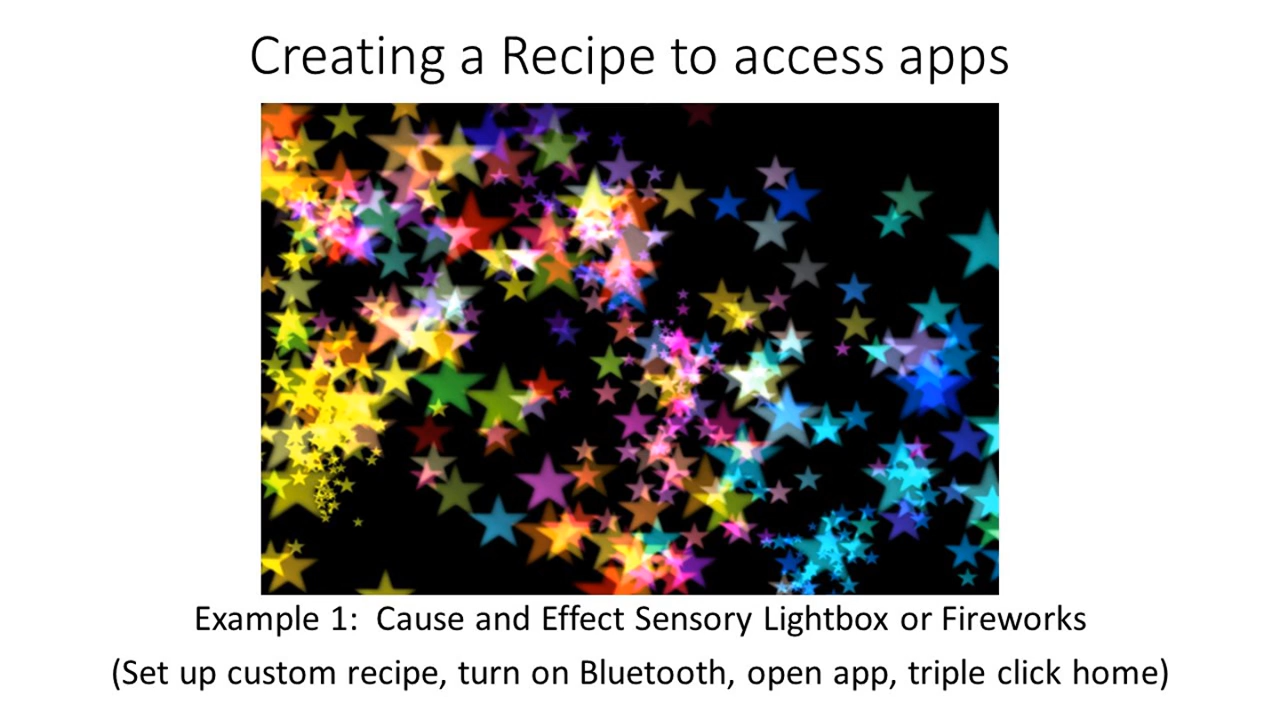 Creating a Recipe to access apps
Example 1:  Cause and Effect Sensory Lightbox or Fireworks
(Set up custom recipe, turn on Bluetooth, open app, triple click home)